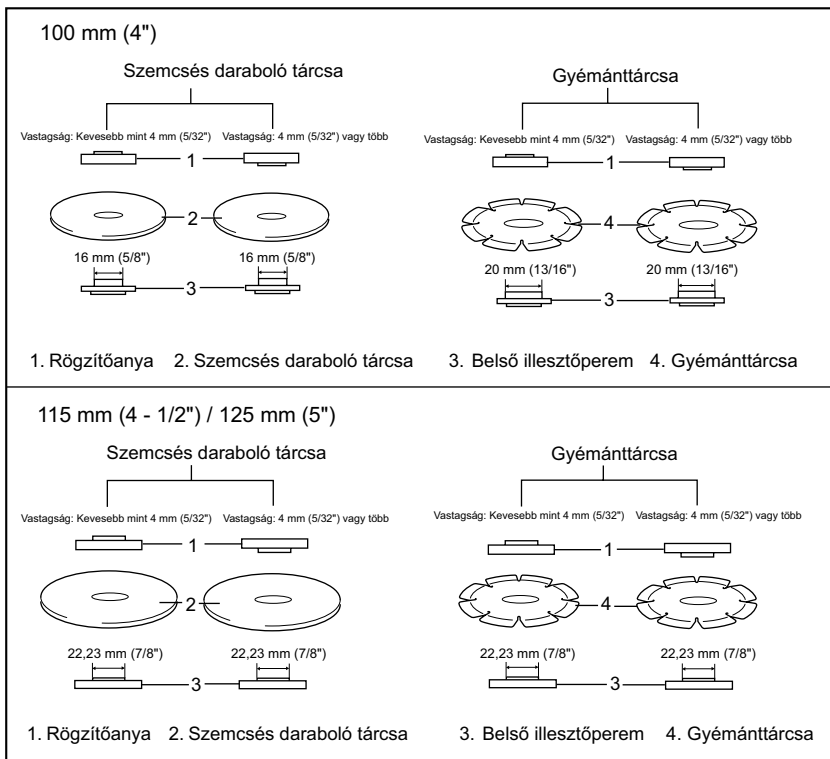 100 mm (4")
Szemcsés daraboló tárcsa
Vastagság: Kevesebb mint 4 mm (5/32")
Vastagság: 4 mm (5/32") vagy több
1
2
16 mm (5/8")
16 mm (5/8")
3
Gyémánttárcsa
Vastagság: Kevesebb mint 4 mm (5/32")
Vastagság: 4 mm (5/32") vagy több
1
4
20 mm (13/16")
20 mm (13/16")
3
1. Rögzítőanya 2. Szemcsés daraboló tárcsa 3. Belső illesztőperem 4. Gyémánttárcsa
115 mm (4 - 1/2") / 125 mm (5")
Szemcsés daraboló tárcsa
Vastagság: Kevesebb mint 4 mm (5/32")
Vastagság: 4 mm (5/32") vagy több
1
2
22,23 mm (7/8")
22,23 mm (7/8")
3
Gyémánttárcsa
Vastagság: Kevesebb mint 4 mm (5/32")
Vastagság: 4 mm (5/32") vagy több
1
4
22,23 mm (7/8")
22,23 mm (7/8")
3
1. Rögzítőanya 2. Szemcsés daraboló tárcsa 3. Belső illesztőperem 4. Gyémánttárcsa